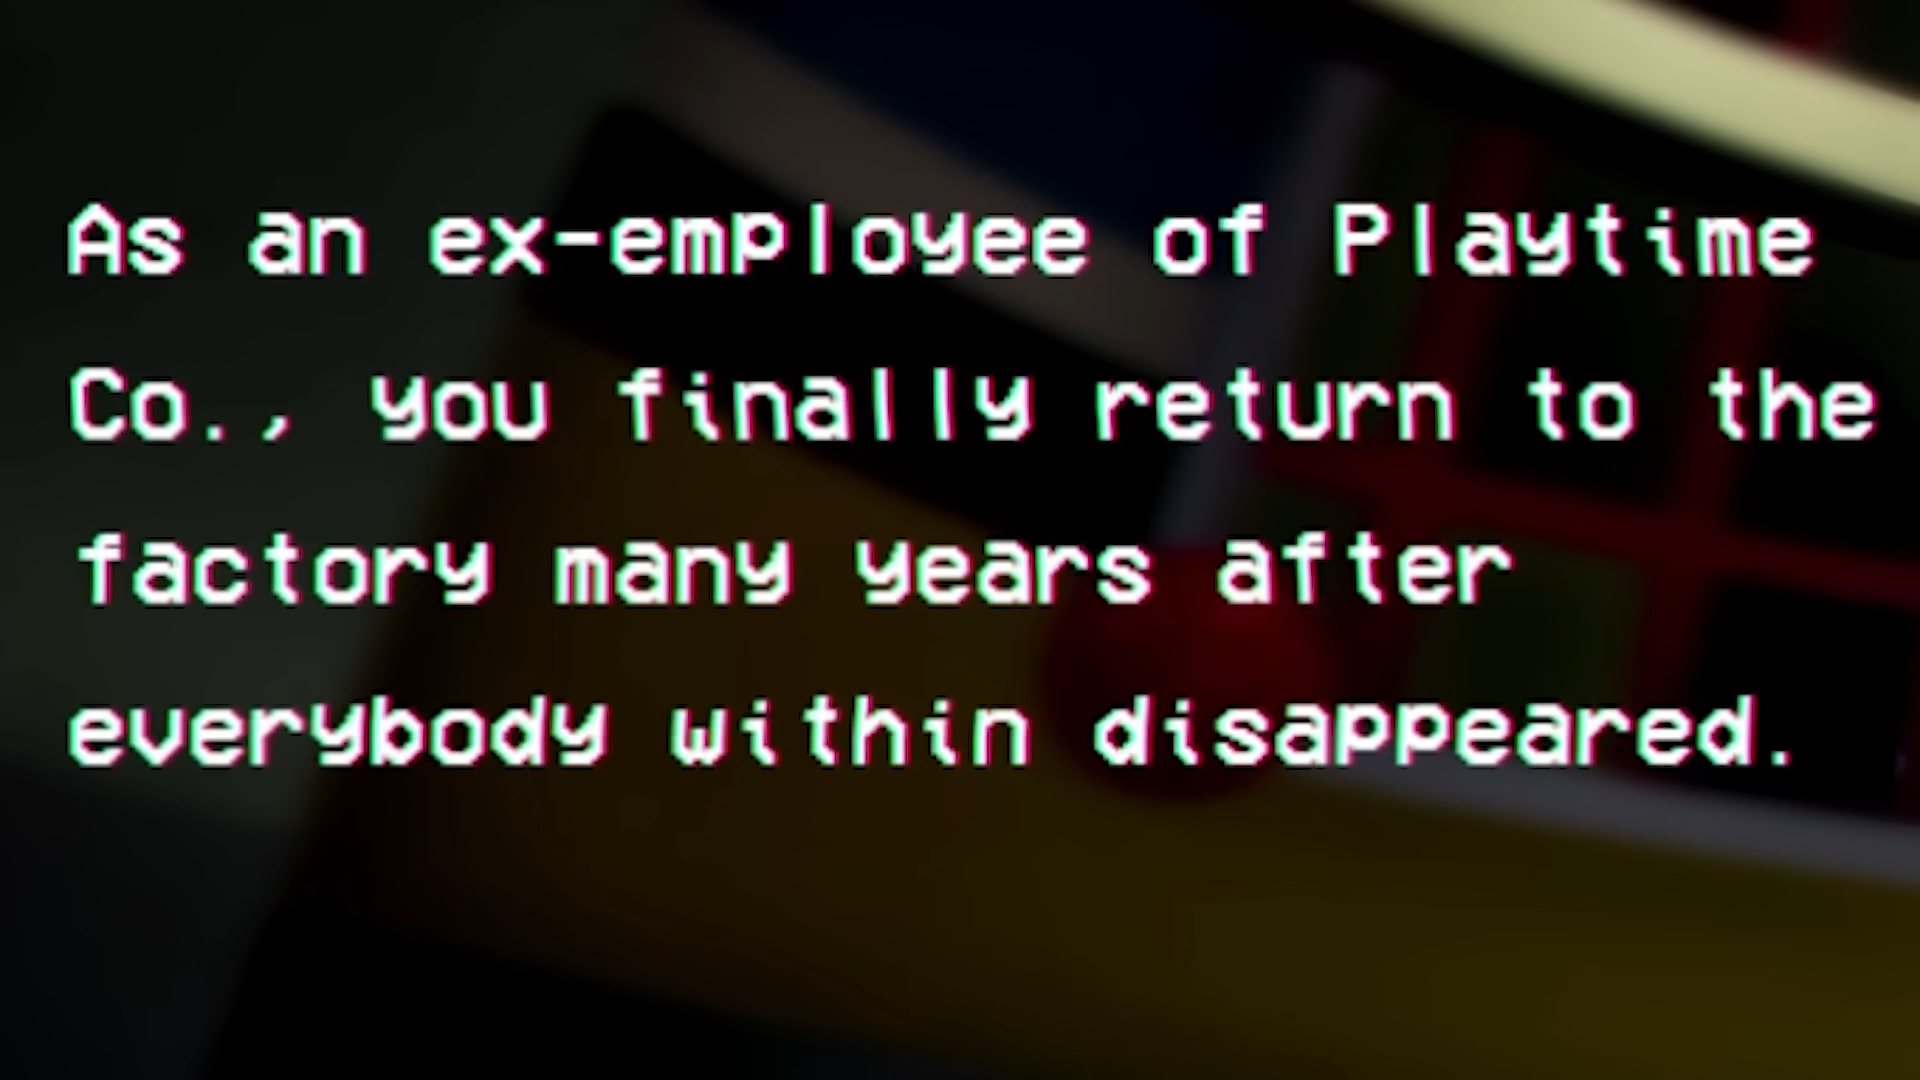 As an ex-employee of Playtime
Co., you finally return to the
factory many years after
everybody within disappeared.